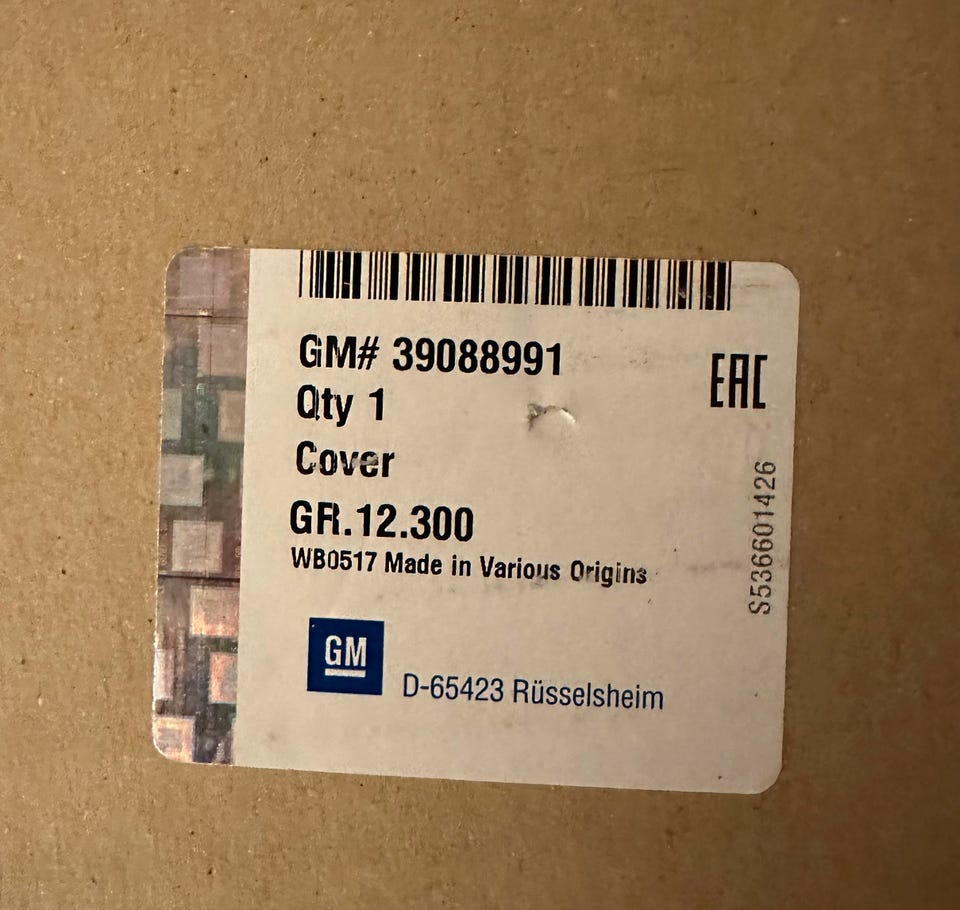 GM# 39088991
EAC
Qty 1
Cover
GR.12.300
WB0517 Made in Various Origins
S536601426
GM
D-65423 Rüsselsheim